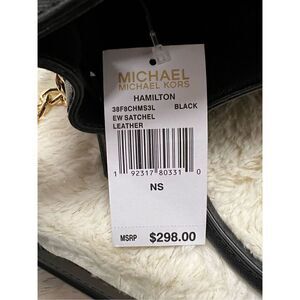 MICHAEL
MICHAEL KORS
HAMILTON
38F8CHMS3L BLACK
EW SATCHEL
LEATHER
1 92317 80331 0
NS
MSRP $298.00